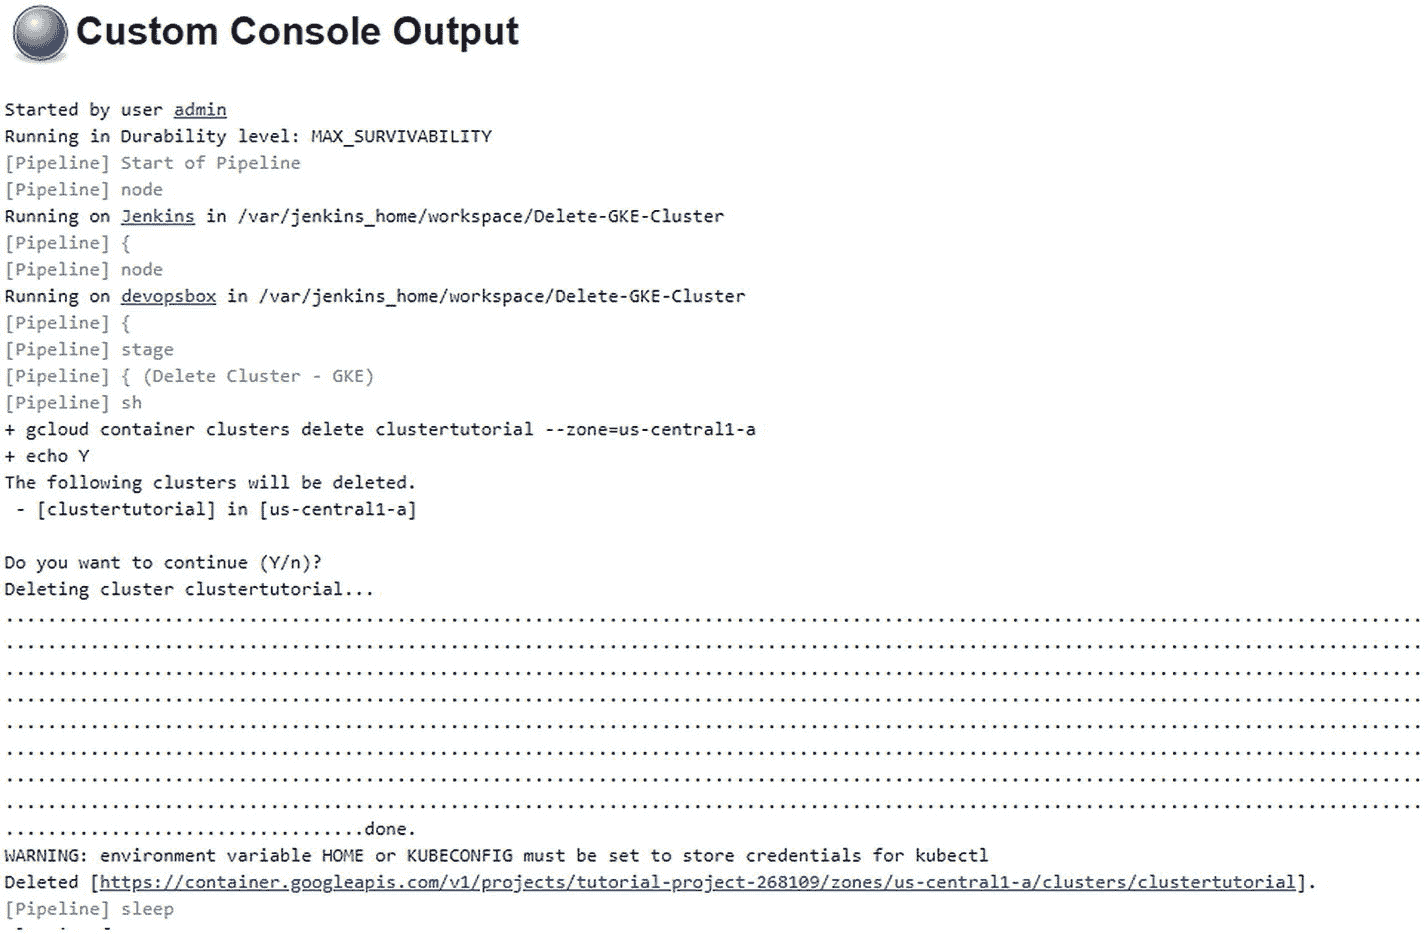 Custom Console Output
Started by user admin
Running in Durability level: MAX_SURVIVABILITY
[Pipeline] Start of Pipeline
[Pipeline] node
Running on Jenkins in /var/jenkins_home/workspace/Delete-GKE-Cluster
[Pipeline] {
[Pipeline] node
Running on devopsbox in /var/jenkins_home/workspace/Delete-GKE-Cluster
[Pipeline] {
[Pipeline] stage
[Pipeline] { (Delete Cluster - GKE)
[Pipeline] sh
+ gcloud container clusters delete clustertutorial --zone=us-central1-a
+ echo Y
The following clusters will be deleted.
- [clustertutorial] in [us-central1-a]
Do you want to continue (Y/n)?
Deleting cluster clustertutorial...
......................................................................................................................................
......................................................................................................................................
......................................................................................................................................
......................................................................................................................................
......................................................................................................................................
......................................................................................................................................
......................................................................................................................................
......................................................................................................................................
..................................done.
WARNING: environment variable HOME or KUBECONFIG must be set to store credentials for kubectl
Deleted [https://container.googleapis.com/v1/projects/tutorial-project-268109/zones/us-central1-a/clusters/clustertutorial].
[Pipeline] sleep